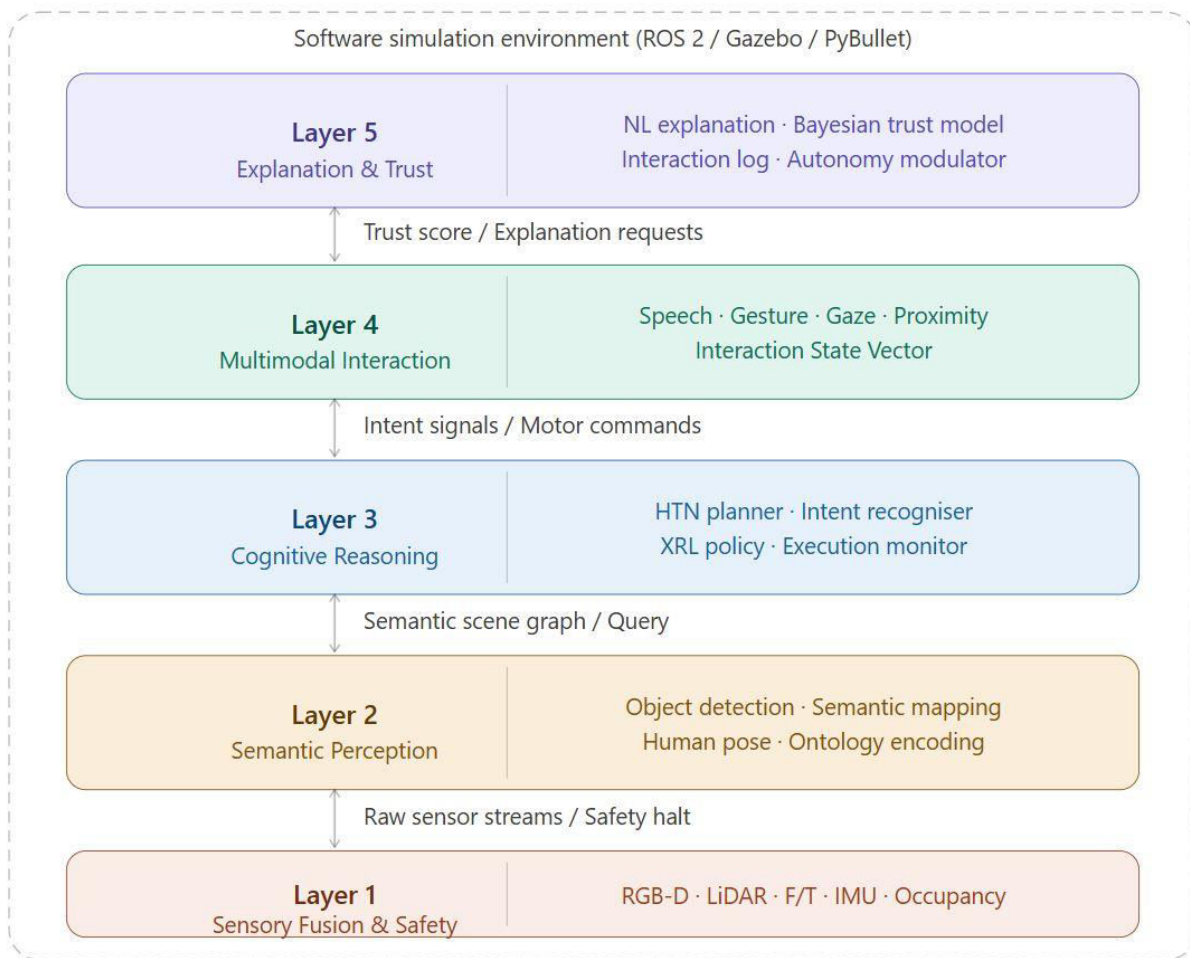 Software simulation environment (ROS 2 / Gazebo / PyBullet)
Layer 5
Explanation & Trust
NL explanation · Bayesian trust model
Interaction log · Autonomy modulator
Trust score / Explanation requests
Layer 4
Multimodal Interaction
Speech · Gesture · Gaze · Proximity
Interaction State Vector
Intent signals / Motor commands
Layer 3
Cognitive Reasoning
HTN planner · Intent recogniser
XRL policy · Execution monitor
Semantic scene graph / Query
Layer 2
Semantic Perception
Object detection · Semantic mapping
Human pose · Ontology encoding
Raw sensor streams / Safety halt
Layer 1
Sensory Fusion & Safety
RGB-D · LiDAR · F/T · IMU · Occupancy